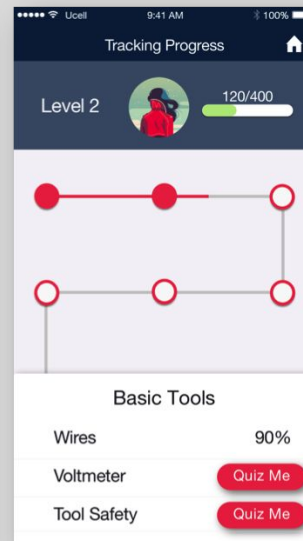 Ucell 9:41 AM 100%
Tracking Progress
Level 2 120/400
Basic Tools
Wires 90%
Voltmeter Quiz Me
Tool Safety Quiz Me